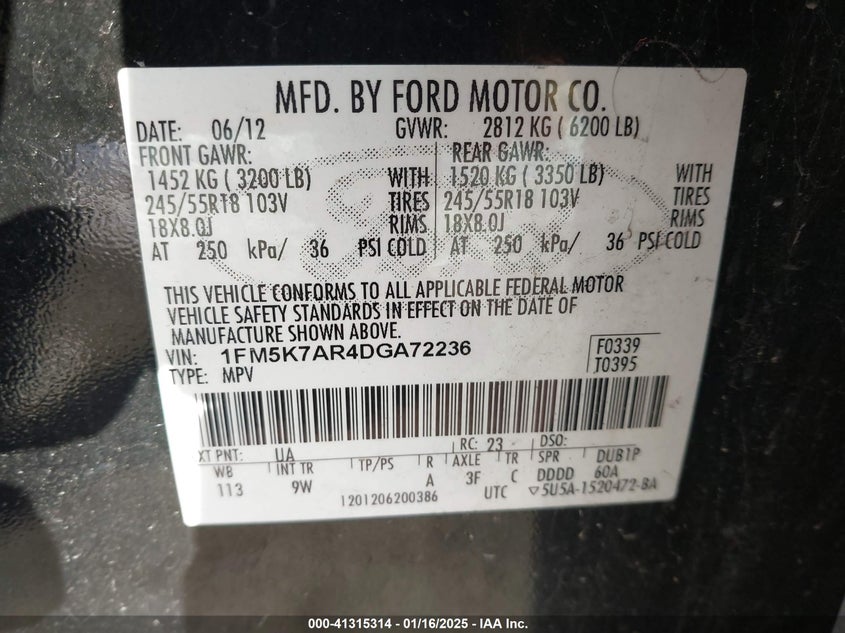 MFD. BY FORD MOTOR CO.
DATE: 06/12 GVWR: 2812 KG ( 6200 LB)
FRONT GAWR: REAR GAWR:
1452 KG ( 3200 LB) WITH 1520 KG ( 3350 LB) WITH
245/55R18 103V TIRES 245/55R18 103V TIRES
18X8.0J RIMS 18X8.0J RIMS
AT 250 kPa/ 36 PSI COLD AT 250 kPa/ 36 PSI COLD
THIS VEHICLE CONFORMS TO ALL APPLICABLE FEDERAL MOTOR
VEHICLE SAFETY STANDARDS IN EFFECT ON THE DATE OF
MANUFACTURE SHOWN ABOVE.
VIN: 1FM5K7AR4DGA72236 F0339
TYPE: MPV T0395
XT PNT: UA RC: 23 DSO:
WB INT TR TP/PS R AXLE TR SPR DUB1P
113 9W A 3F C DDDD 60A
1201206200386 UTC ▽5U5A-1520472-BA
000-41315314 - 01/16/2025 - IAA Inc.